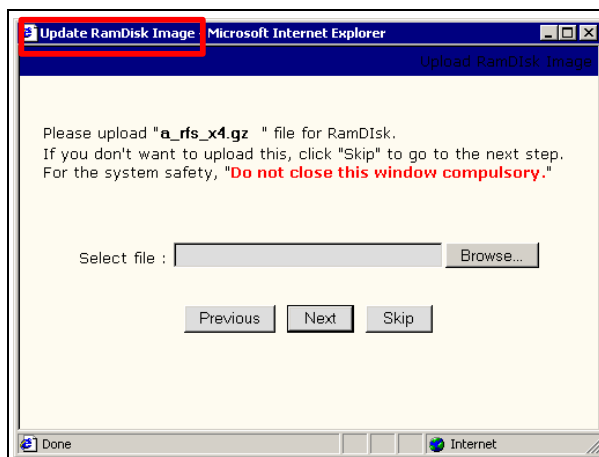 Update RamDisk Image - Microsoft Internet Explorer
Upload RamDIsk Image
Please upload "a_rfs_x4.gz " file for RamDIsk.
If you don't want to upload this, click "Skip" to go to the next step.
For the system safety, "Do not close this window compulsory."
Select file :
Browse...
Previous
Next
Skip
Done
Internet